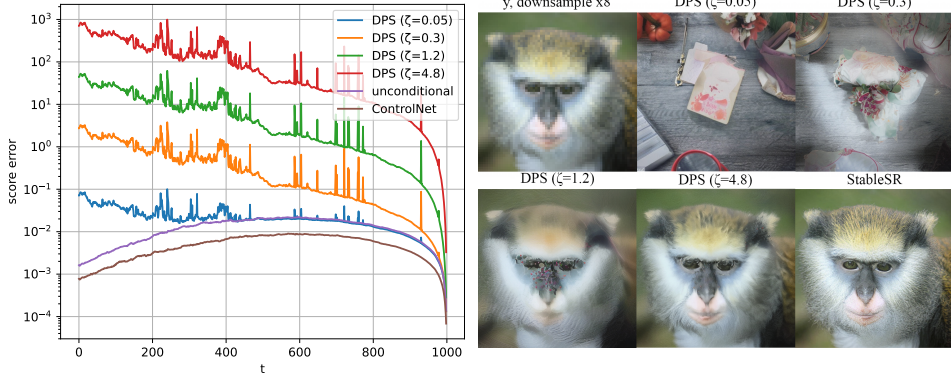 10³
10²
10¹
10⁰
10⁻¹
10⁻²
10⁻³
10⁻⁴
score error
0
200
400
600
800
1000
t
DPS (ζ=0.05)
DPS (ζ=0.3)
DPS (ζ=1.2)
DPS (ζ=4.8)
unconditional
ControlNet
y, downsample x8
DPS (ζ=0.05)
DPS (ζ=0.3)
DPS (ζ=1.2)
DPS (ζ=4.8)
StableSR